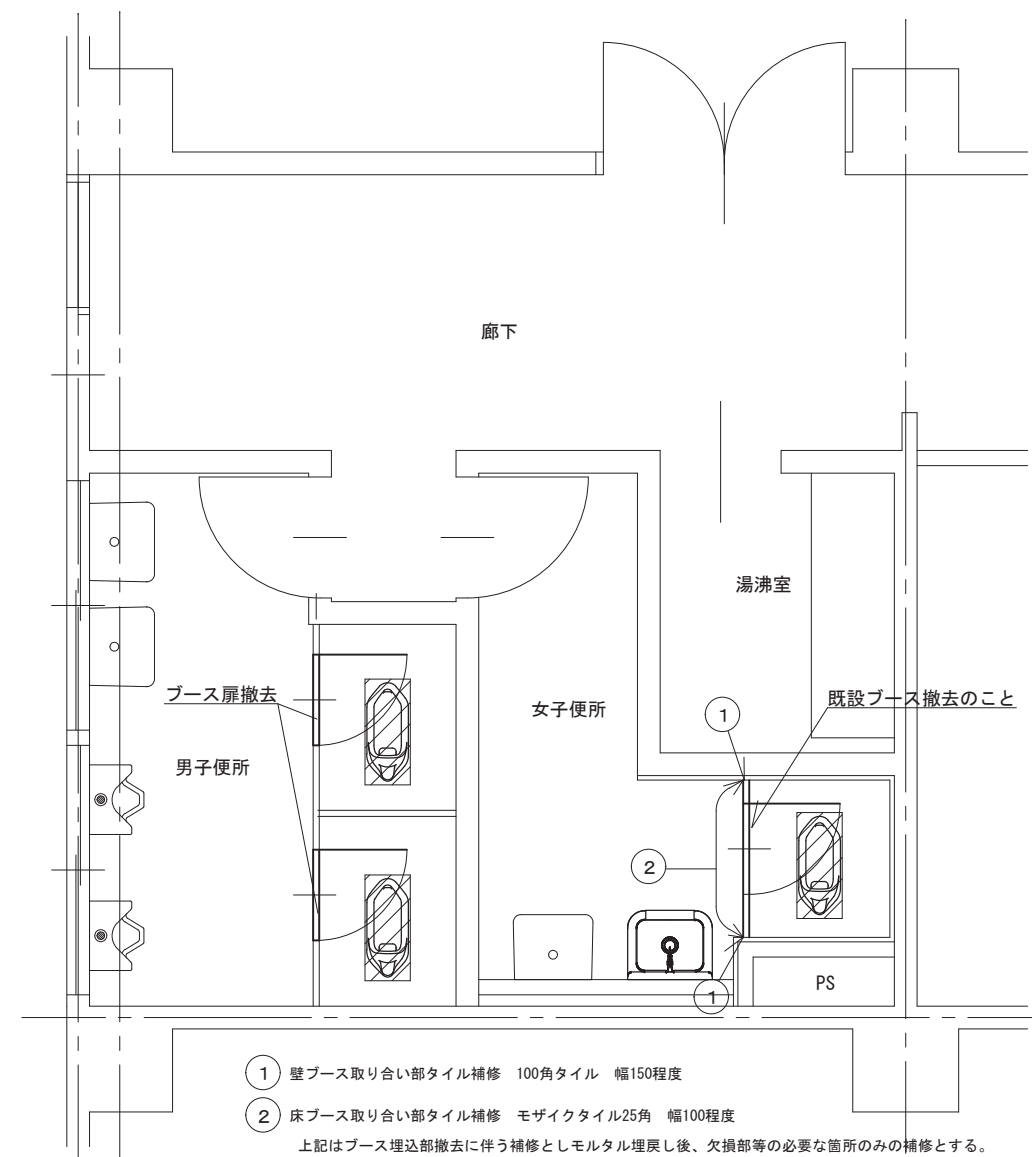 廊下
湯沸室
ブース扉撤去
女子便所
既設ブース撤去のこと
1
男子便所
2
PS
1
1 壁ブース取り合い部タイル補修 100角タイル 幅150程度
2 床ブース取り合い部タイル補修 モザイクタイル25角 幅100程度
上記はブース埋込部撤去に伴う補修としモルタル埋戻し後、欠損部等の必要な箇所のみの補修とする。